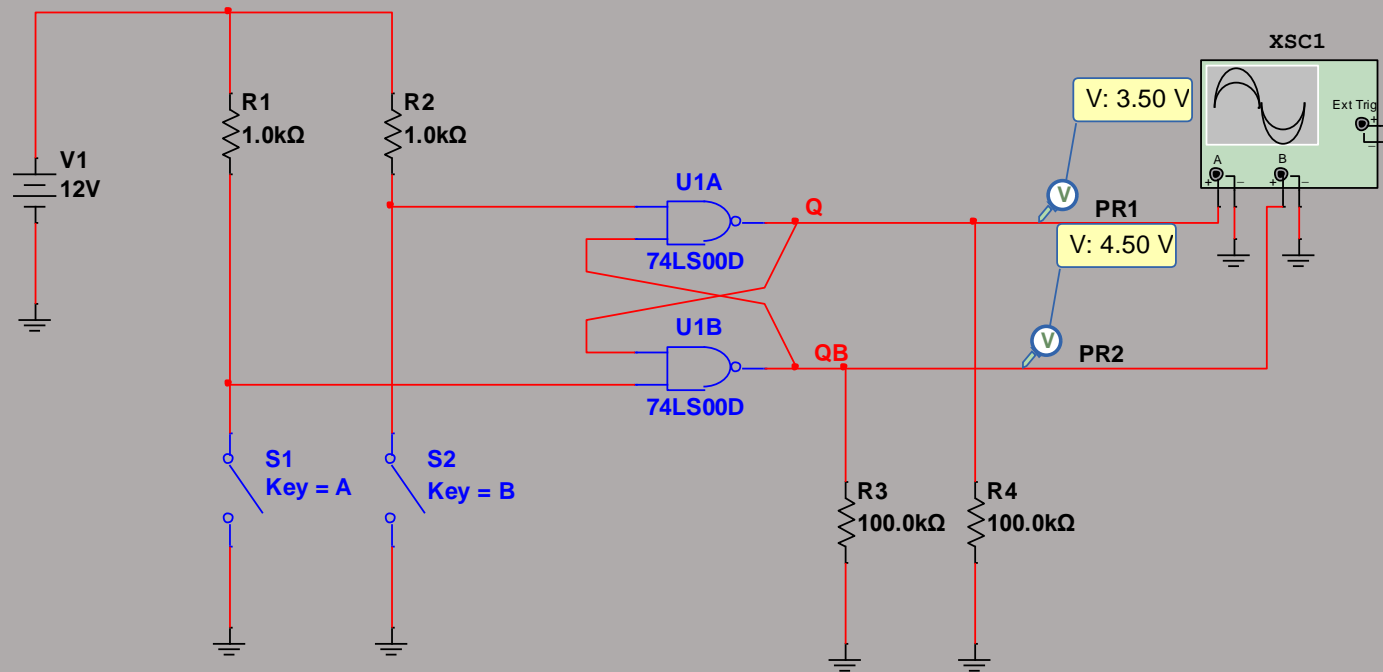 XSC1
V: 3.50 V
Ext Trig
+
_
A
B
+
_
+
_
R1
1.0kΩ
R2
1.0kΩ
V1
12V
U1A
74LS00D
Q
V
PR1
V: 4.50 V
U1B
74LS00D
QB
V
PR2
S1
Key = A
S2
Key = B
R3
100.0kΩ
R4
100.0kΩ